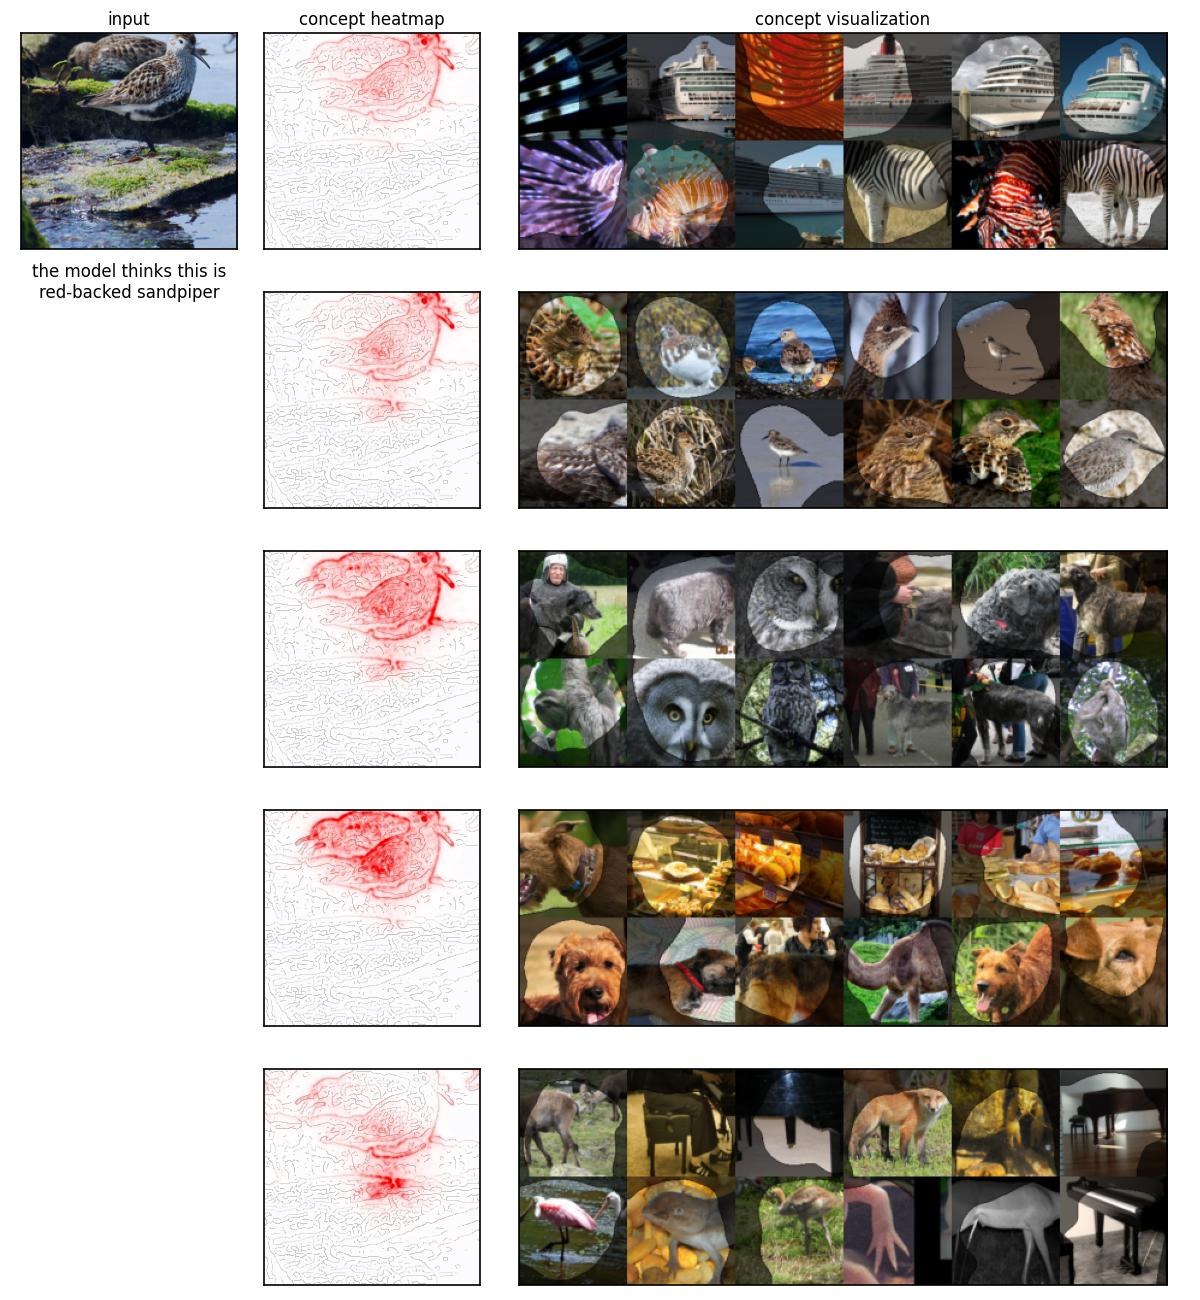 input
concept heatmap
concept visualization
the model thinks this is
red-backed sandpiper